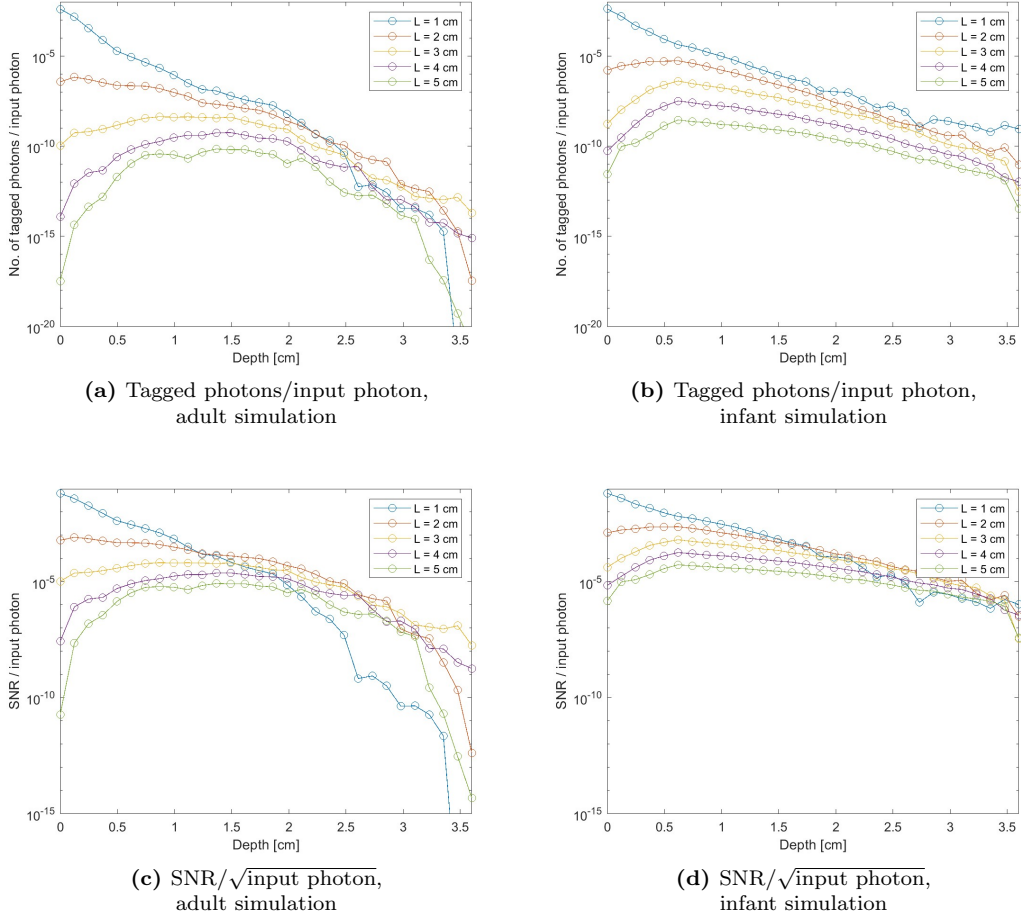 No. of tagged photons / input photon
10^-5
10^-10
10^-15
10^-20
0 0.5 1 1.5 2 2.5 3 3.5
Depth [cm]
L = 1 cm
L = 2 cm
L = 3 cm
L = 4 cm
L = 5 cm
(a) Tagged photons/input photon,
adult simulation
No. of tagged photons / input photon
10^-5
10^-10
10^-15
10^-20
0 0.5 1 1.5 2 2.5 3 3.5
Depth [cm]
L = 1 cm
L = 2 cm
L = 3 cm
L = 4 cm
L = 5 cm
(b) Tagged photons/input photon,
infant simulation
SNR / input photon
10^-5
10^-10
10^-15
0 0.5 1 1.5 2 2.5 3 3.5
Depth [cm]
L = 1 cm
L = 2 cm
L = 3 cm
L = 4 cm
L = 5 cm
(c) SNR/√input photon,
adult simulation
SNR / input photon
10^-5
10^-10
10^-15
0 0.5 1 1.5 2 2.5 3 3.5
Depth [cm]
L = 1 cm
L = 2 cm
L = 3 cm
L = 4 cm
L = 5 cm
(d) SNR/√input photon,
infant simulation